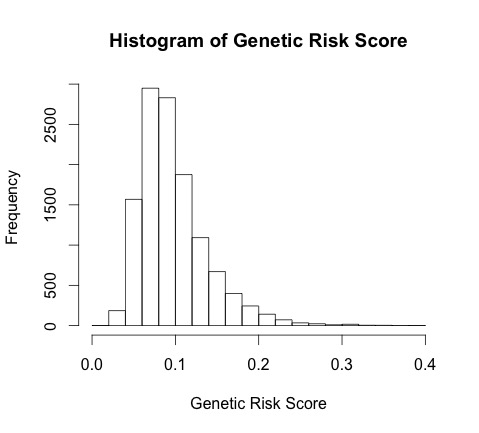 Histogram of Genetic Risk Score
Frequency
2500
1500
500
0
0.0 0.1 0.2 0.3 0.4
Genetic Risk Score